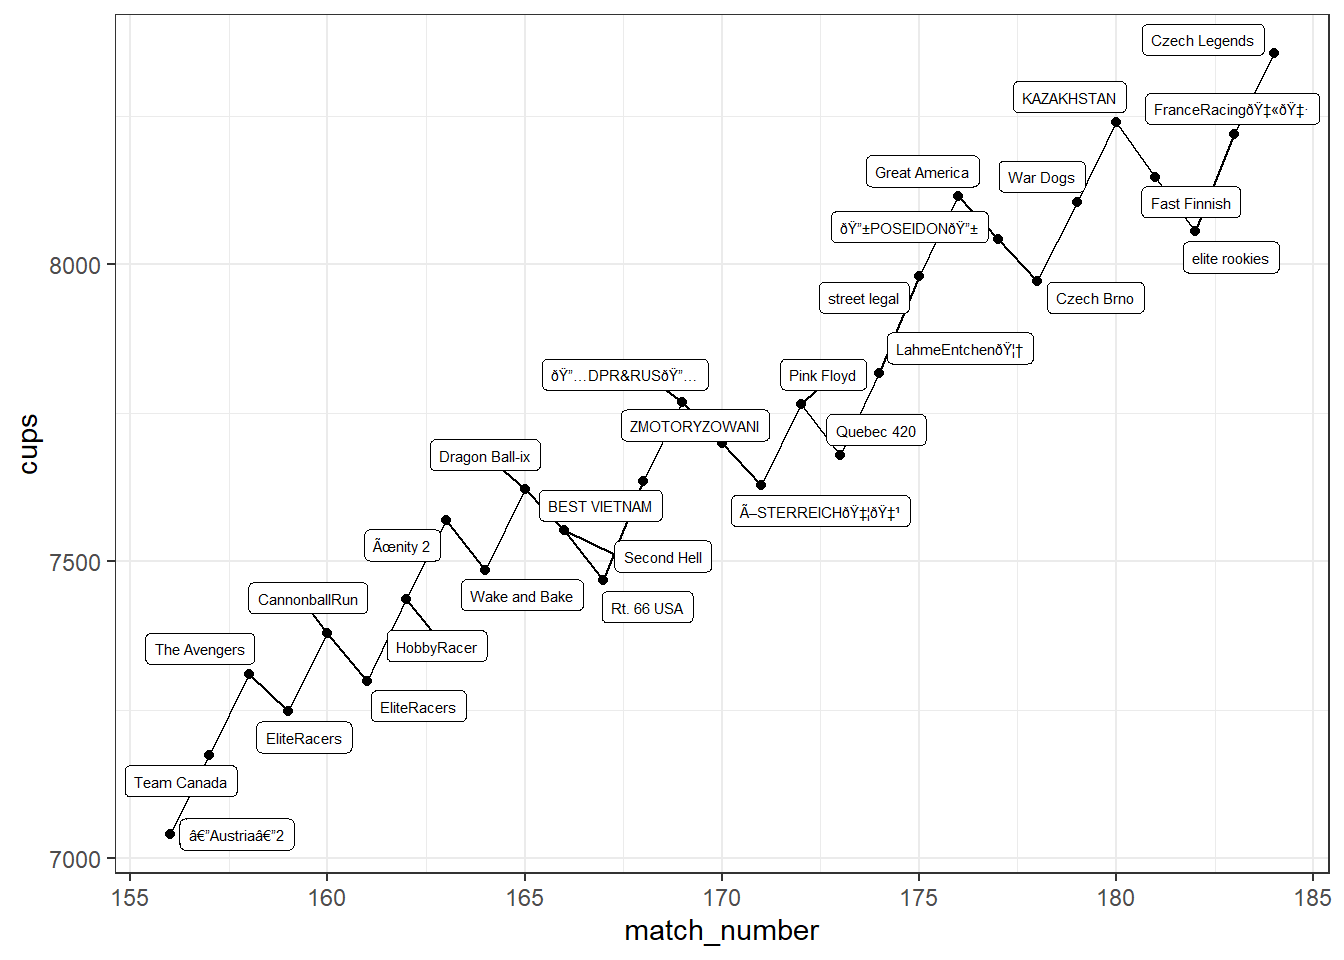 Czech Legends
KAZAKHSTAN
FranceRacingðŸ‡«ðŸ‡·
Great America
War Dogs
Fast Finnish
ðŸ”±POSEIDONðŸ”±
elite rookies
8000
street legal
Czech Brno
LahmeEntchenðŸ¦†
ðŸ”…DPR&RUSðŸ”…
Pink Floyd
ZMOTORYZOWANI
Quebec 420
cups
Dragon Ball-ix
BEST VIETNAM
Ã–STERREICHðŸ‡¦ðŸ‡¹
Ãœnity 2
7500
Second Hell
CannonballRun
Wake and Bake
Rt. 66 USA
The Avengers
HobbyRacer
EliteRacers
EliteRacers
Team Canada
â€”Austriaâ€”2
7000
155 160 165 170 175 180 185
match_number